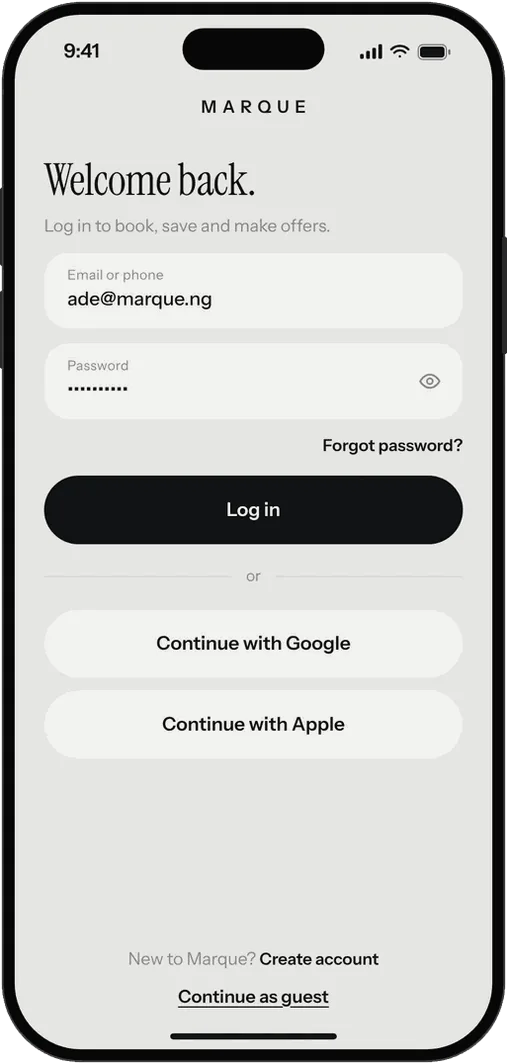 9:41
MARQUE
Welcome back.
Log in to book, save and make offers.
Email or phone
ade@marque.ng
Password
••••••••••
Forgot password?
Log in
or
Continue with Google
Continue with Apple
New to Marque? Create account
Continue as guest